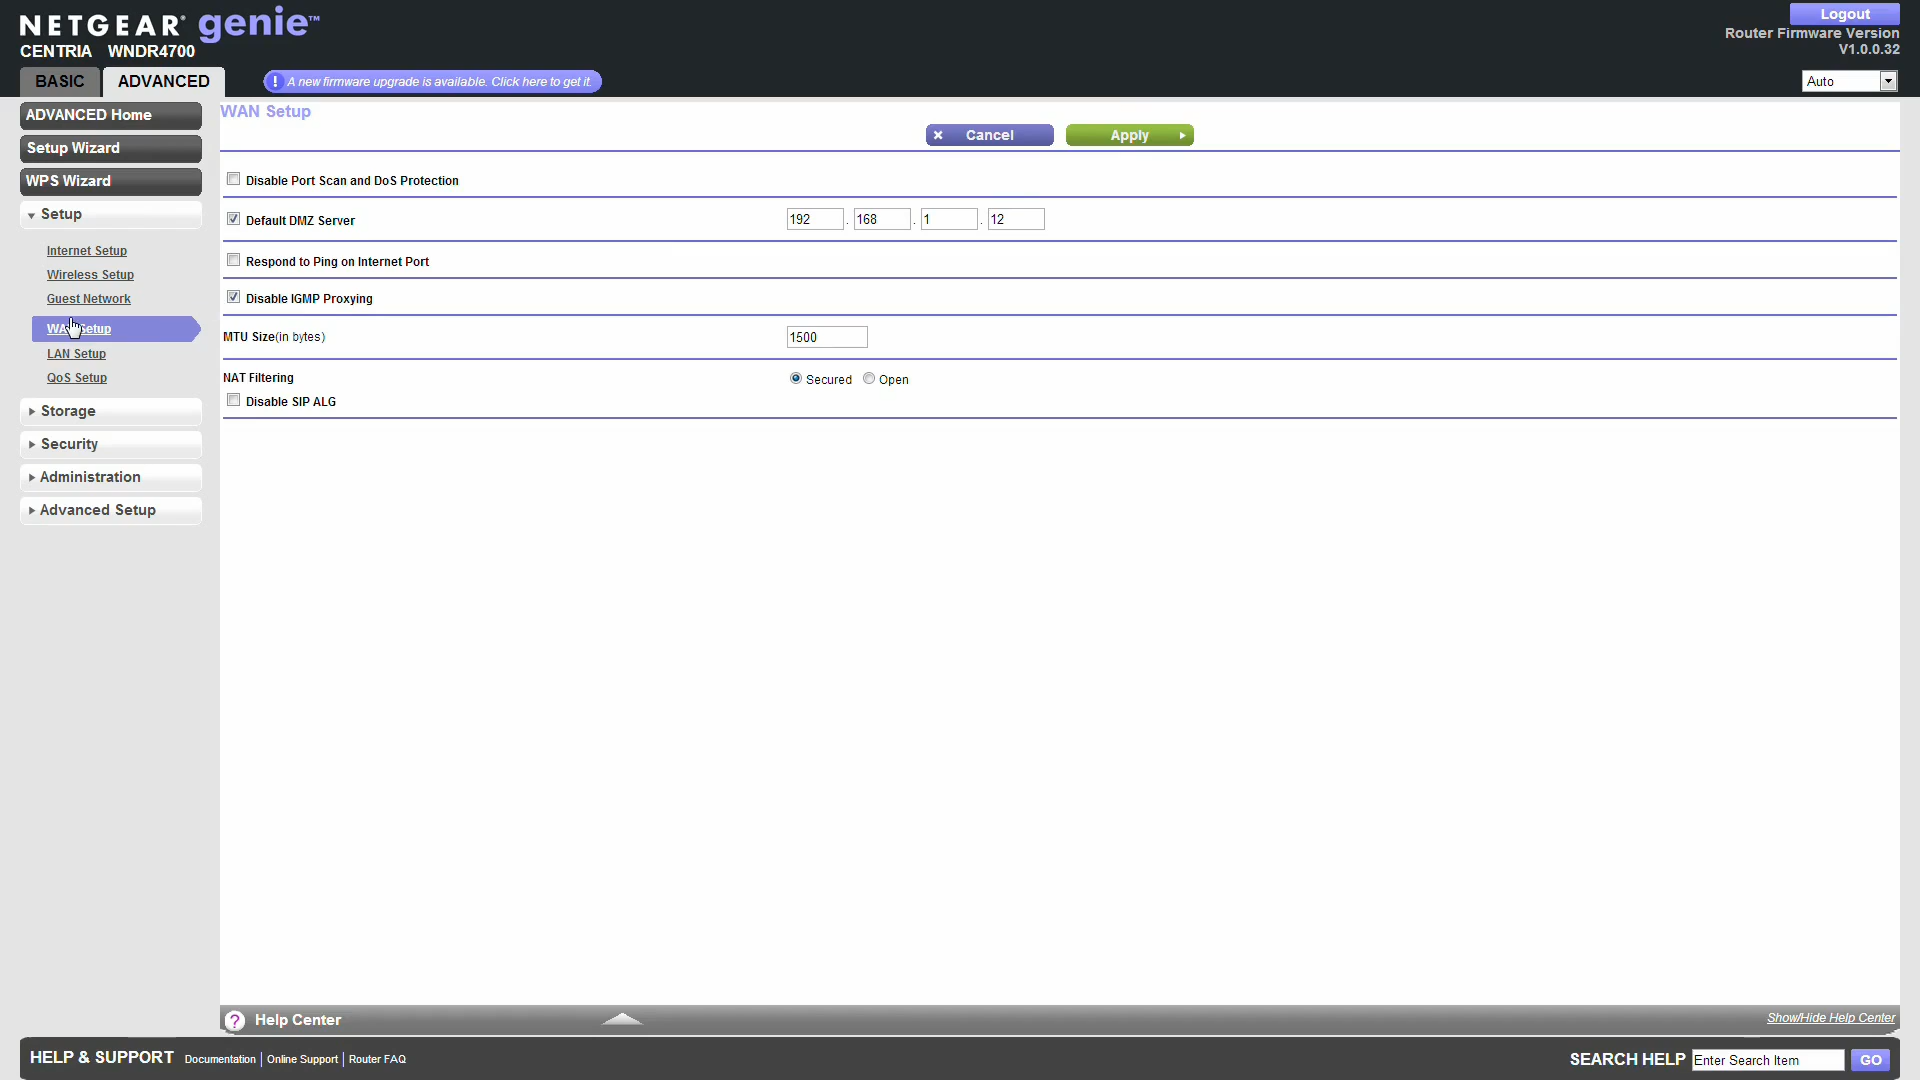 NETGEAR® genie™
Logout
CENTRIA WNDR4700
Router Firmware Version
V1.0.0.32
BASIC
ADVANCED
A new firmware upgrade is available. Click here to get it.
Auto
ADVANCED Home
Setup Wizard
WPS Wizard
Setup
Internet Setup
Wireless Setup
Guest Network
WAN Setup
LAN Setup
QoS Setup
Storage
Security
Administration
Advanced Setup
WAN Setup
Cancel
Apply
Disable Port Scan and DoS Protection
Default DMZ Server 192 . 168 . 1 . 12
Respond to Ping on Internet Port
Disable IGMP Proxying
MTU Size(in bytes) 1500
NAT Filtering Secured Open
Disable SIP ALG
? Help Center
Show/Hide Help Center
HELP & SUPPORT Documentation | Online Support | Router FAQ
SEARCH HELP Enter Search Item GO